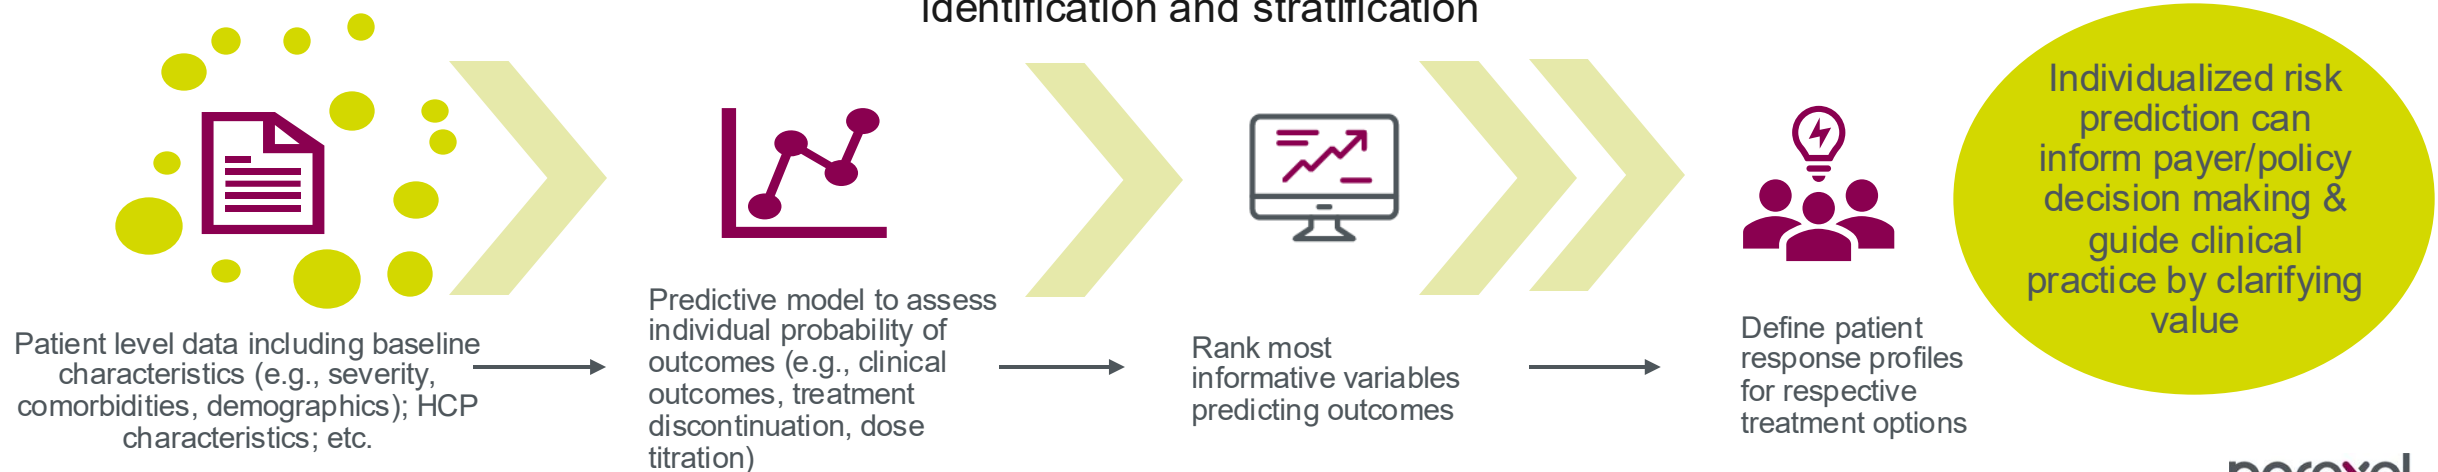 identification and stratification
Patient level data including baseline
characteristics (e.g., severity,
comorbidities, demographics); HCP
characteristics; etc.
Predictive model to assess
individual probability of
outcomes (e.g., clinical
outcomes, treatment
discontinuation, dose
titration)
Rank most
informative variables
predicting outcomes
Define patient
response profiles
for respective
treatment options
Individualized risk
prediction can
inform payer/policy
decision making &
guide clinical
practice by clarifying
value
parexel